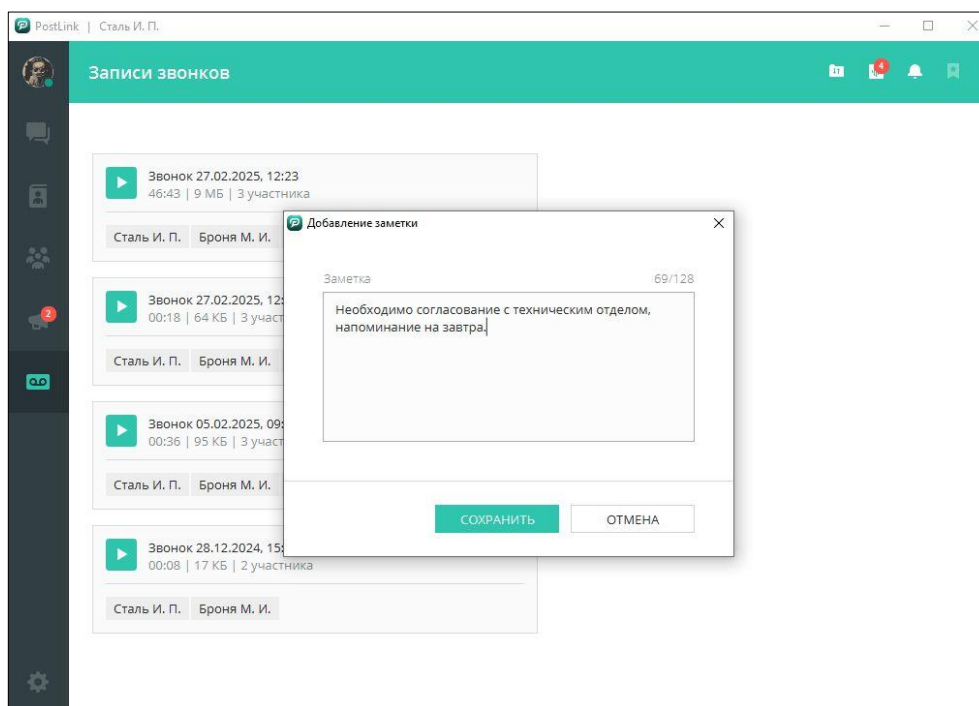 PostLink | Сталь И. П.
Записи звонков
4
2
Звонок 27.02.2025, 12:23
46:43 | 9 МБ | 3 участника
Сталь И. П. Броня М. И.
Звонок 27.02.2025, 12:
00:18 | 64 КБ | 3 участ
Сталь И. П. Броня М. И.
Звонок 05.02.2025, 09:
00:36 | 95 КБ | 3 участ
Сталь И. П. Броня М. И.
Звонок 28.12.2024, 15:
00:08 | 17 КБ | 2 участника
Сталь И. П. Броня М. И.
Добавление заметки
Заметка 69/128
Необходимо согласование с техническим отделом,
напоминание на завтра.
СОХРАНИТЬ ОТМЕНА